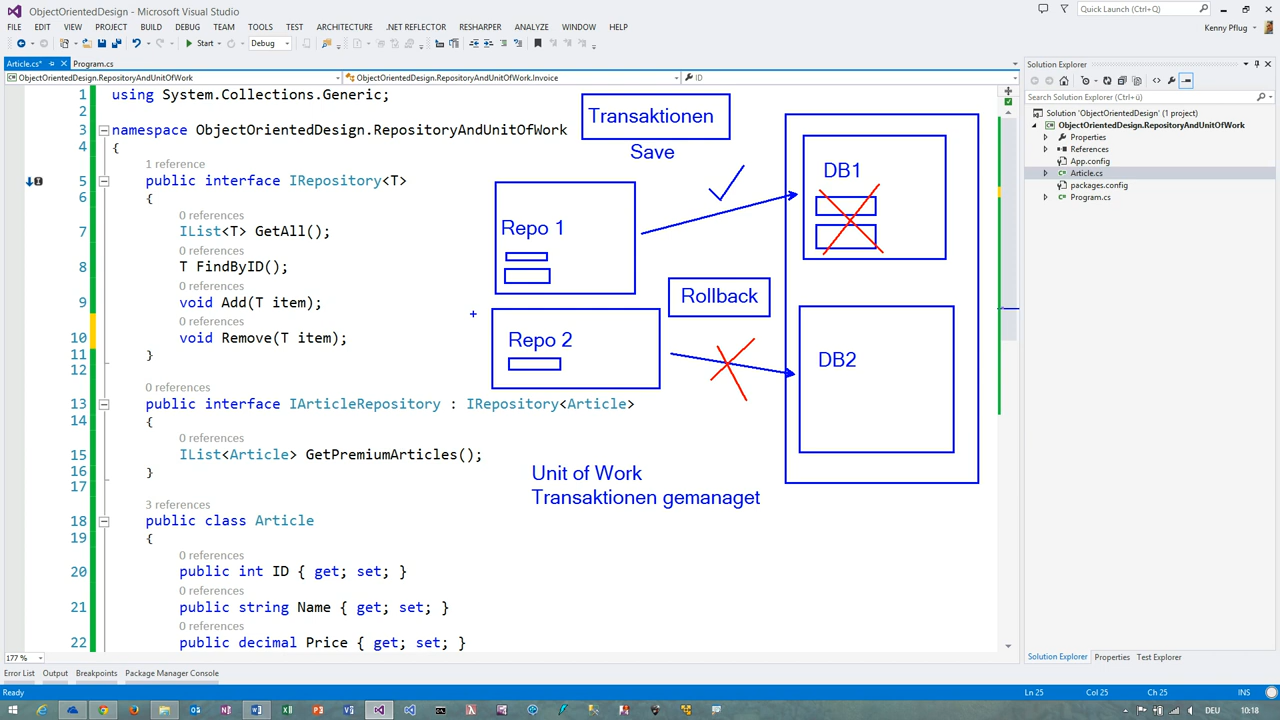 ObjectOrientedDesign - Microsoft Visual Studio
Quick Launch (Ctrl+Q)
FILE EDIT VIEW PROJECT BUILD DEBUG TEAM TOOLS TEST ARCHITECTURE .NET REFLECTOR RESHARPER ANALYZE WINDOW HELP
Kenny Pflug
Start Debug
Article.cs* Program.cs
ObjectOrientedDesign.RepositoryAndUnitOfWork ObjectOrientedDesign.RepositoryAndUnitOfWork.Invoice ID
1 using System.Collections.Generic;
2
3 namespace ObjectOrientedDesign.RepositoryAndUnitOfWork
4 {
1 reference
5 public interface IRepository<T>
6 {
0 references
7 IList<T> GetAll();
0 references
8 T FindByID();
0 references
9 void Add(T item);
0 references
10 void Remove(T item);
11 }
12
0 references
13 public interface IArticleRepository : IRepository<Article>
14 {
0 references
15 IList<Article> GetPremiumArticles();
16 }
17
3 references
18 public class Article
19 {
0 references
20 public int ID { get; set; }
0 references
21 public string Name { get; set; }
0 references
22 public decimal Price { get; set; }
Transaktionen
Save
Repo 1
DB1
Rollback
Repo 2
DB2
Unit of Work
Transaktionen gemanaget
Solution Explorer
Search Solution Explorer (Ctrl+ü)
Solution 'ObjectOrientedDesign' (1 project)
ObjectOrientedDesign.RepositoryAndUnitOfWork
Properties
References
App.config
Article.cs
packages.config
Program.cs
177 %
Solution Explorer Properties Test Explorer
Error List Output Breakpoints Package Manager Console
Ready Ln 25 Col 25 Ch 25 INS
DEU 10:18